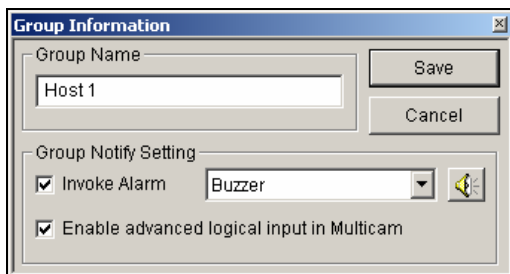 Group Information
Group Name
Host 1
Save
Cancel
Group Notify Setting
Invoke Alarm
Buzzer
Enable advanced logical input in Multicam